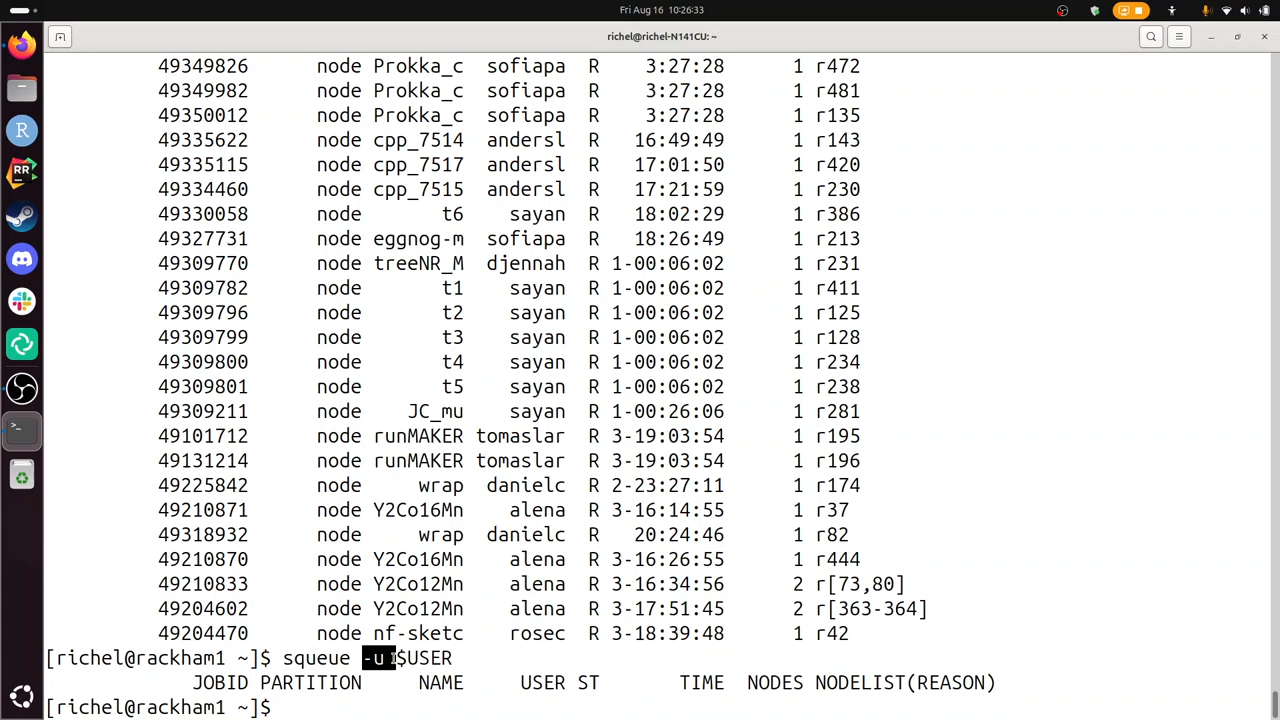 Fri Aug 16 10:26:33
richel@richel-N141CU: ~
49349826 node Prokka_c sofiapa R 3:27:28 1 r472
49349982 node Prokka_c sofiapa R 3:27:28 1 r481
49350012 node Prokka_c sofiapa R 3:27:28 1 r135
49335622 node cpp_7514 andersl R 16:49:49 1 r143
49335115 node cpp_7517 andersl R 17:01:50 1 r420
49334460 node cpp_7515 andersl R 17:21:59 1 r230
49330058 node t6 sayan R 18:02:29 1 r386
49327731 node eggnog-m sofiapa R 18:26:49 1 r213
49309770 node treeNR_M djennah R 1-00:06:02 1 r231
49309782 node t1 sayan R 1-00:06:02 1 r411
49309796 node t2 sayan R 1-00:06:02 1 r125
49309799 node t3 sayan R 1-00:06:02 1 r128
49309800 node t4 sayan R 1-00:06:02 1 r234
49309801 node t5 sayan R 1-00:06:02 1 r238
49309211 node JC_mu sayan R 1-00:26:06 1 r281
49101712 node runMAKER tomaslar R 3-19:03:54 1 r195
49131214 node runMAKER tomaslar R 3-19:03:54 1 r196
49225842 node wrap danielc R 2-23:27:11 1 r174
49210871 node Y2Co16Mn alena R 3-16:14:55 1 r37
49318932 node wrap danielc R 20:24:46 1 r82
49210870 node Y2Co16Mn alena R 3-16:26:55 1 r444
49210833 node Y2Co12Mn alena R 3-16:34:56 2 r[73,80]
49204602 node Y2Co12Mn alena R 3-17:51:45 2 r[363-364]
49204470 node nf-sketc rosec R 3-18:39:48 1 r42
[richel@rackham1 ~]$ squeue -u $USER
JOBID PARTITION NAME USER ST TIME NODES NODELIST(REASON)
[richel@rackham1 ~]$